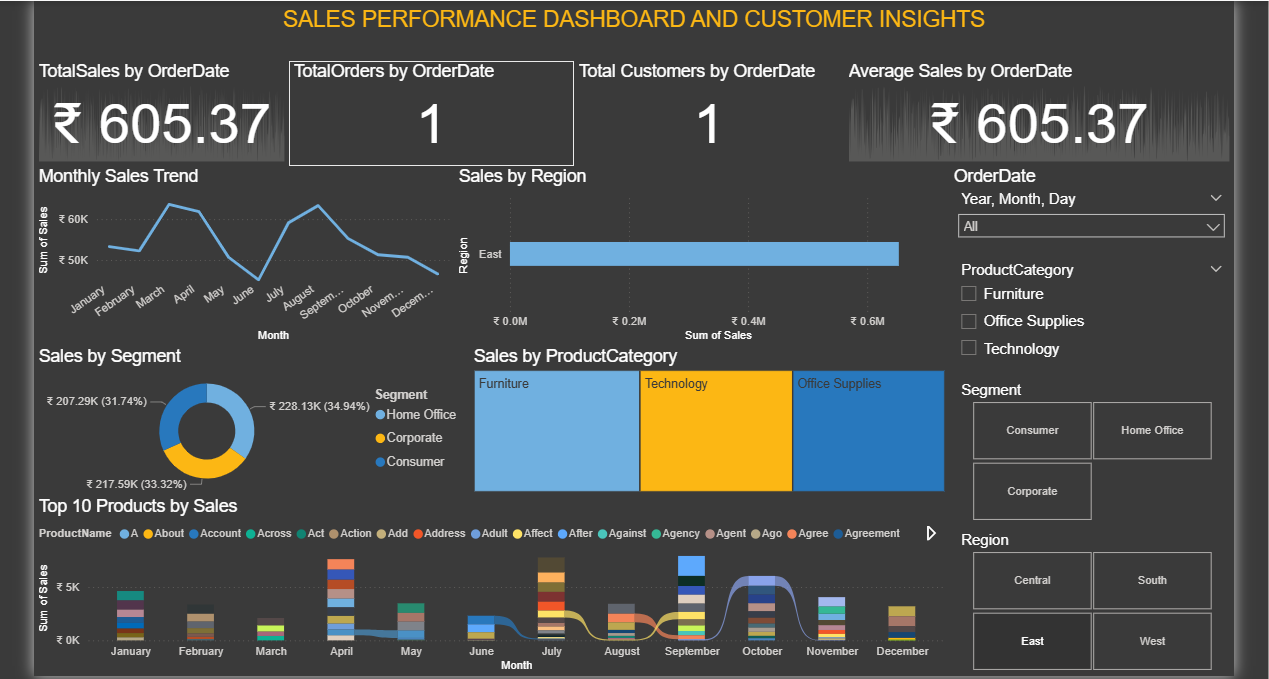 SALES PERFORMANCE DASHBOARD AND CUSTOMER INSIGHTS
TotalSales by OrderDate
₹ 605.37
TotalOrders by OrderDate
1
Total Customers by OrderDate
1
Average Sales by OrderDate
₹ 605.37
Monthly Sales Trend
Sum of Sales
₹ 60K
₹ 50K
January
February
March
April
May
June
July
August
Septem...
October
Novem...
Decem...
Month
Sales by Region
Region
East
₹ 0.0M
₹ 0.2M
₹ 0.4M
₹ 0.6M
Sum of Sales
OrderDate
Year, Month, Day
All
ProductCategory
Furniture
Office Supplies
Technology
Sales by Segment
₹ 207.29K (31.74%)
₹ 228.13K (34.94%)
₹ 217.59K (33.32%)
Segment
Home Office
Corporate
Consumer
Sales by ProductCategory
Furniture
Technology
Office Supplies
Segment
Consumer
Home Office
Corporate
Top 10 Products by Sales
ProductName A About Account Across Act Action Add Address Adult Affect After Against Agency Agent Ago Agree Agreement
Sum of Sales
₹ 5K
₹ 0K
January February March April May June July August September October November December
Month
Region
Central
South
East
West